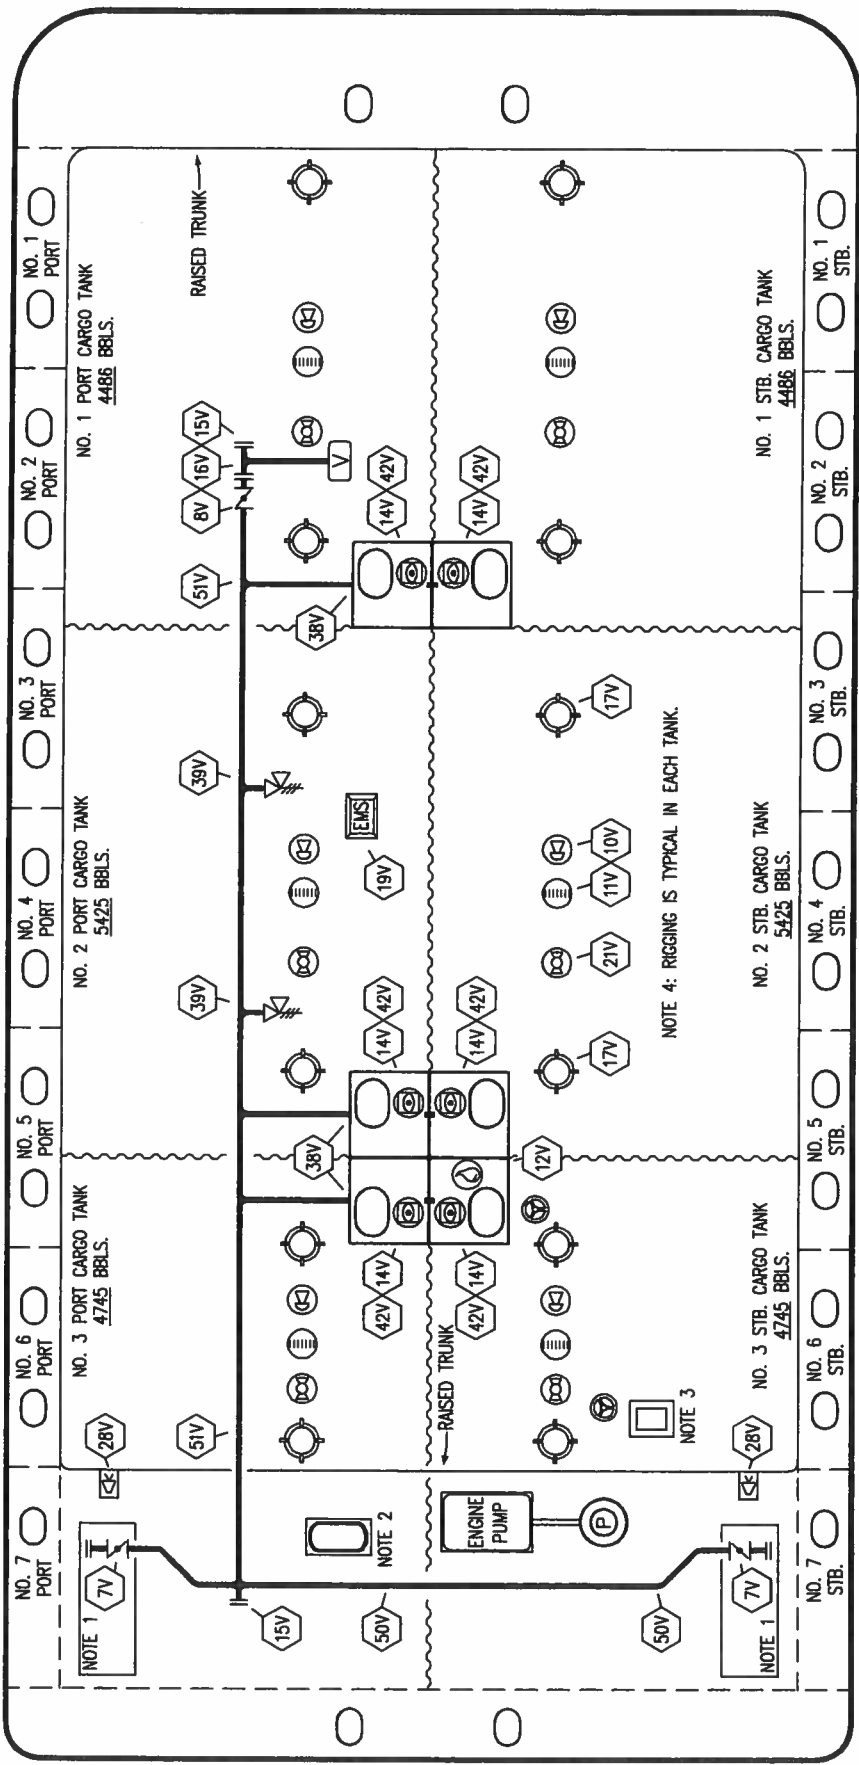 NO. 7
PORT
NO. 6
PORT
NO. 5
PORT
NO. 4
PORT
NO. 3
PORT
NO. 2
PORT
NO. 1
PORT
NOTE 1
7V
28V
NO. 3 PORT CARGO TANK
4745 BBLS.
NO. 2 PORT CARGO TANK
5425 BBLS.
NO. 1 PORT CARGO TANK
4486 BBLS.
51V
39V
39V
51V
8V
16V
15V
RAISED TRUNK
15V
NOTE 2
38V
38V
19V
EMS
V
50V
42V
14V
14V
42V
14V
42V
RAISED TRUNK
ENGINE
PUMP
P
42V
14V
14V
42V
14V
42V
12V
17V
21V
11V
10V
17V
NOTE 3
NOTE 4: RIGGING IS TYPICAL IN EACH TANK.
50V
7V
NOTE 1
28V
NO. 3 STB. CARGO TANK
4745 BBLS.
NO. 2 STB. CARGO TANK
5425 BBLS.
NO. 1 STB. CARGO TANK
4486 BBLS.
NO. 7
STB.
NO. 6
STB.
NO. 5
STB.
NO. 4
STB.
NO. 3
STB.
NO. 2
STB.
NO. 1
STB.